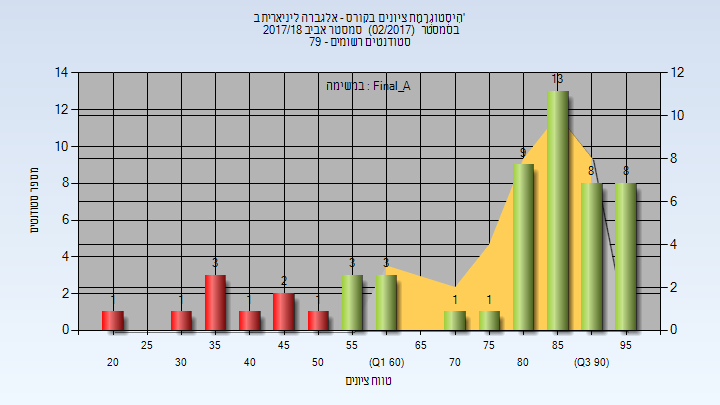 היסטוגרמת ציונים בקורס - אלגברה ליניארית ב'
בסמסטר (02/2017) סמסטר אביב 2017/18
סטודנטים רשומים - 79
במשימה : Final_A
14 12
12 10
10 8
8 6
6 4
4 2
2 0
0
1 1 3 1 2 1 3 3 1 1 9 13 8 8
מספר סטודנטים
25 35 45 55 65 75 85 95
20 30 40 50 (Q1 60) 70 80 (Q3 90)
טווח ציונים